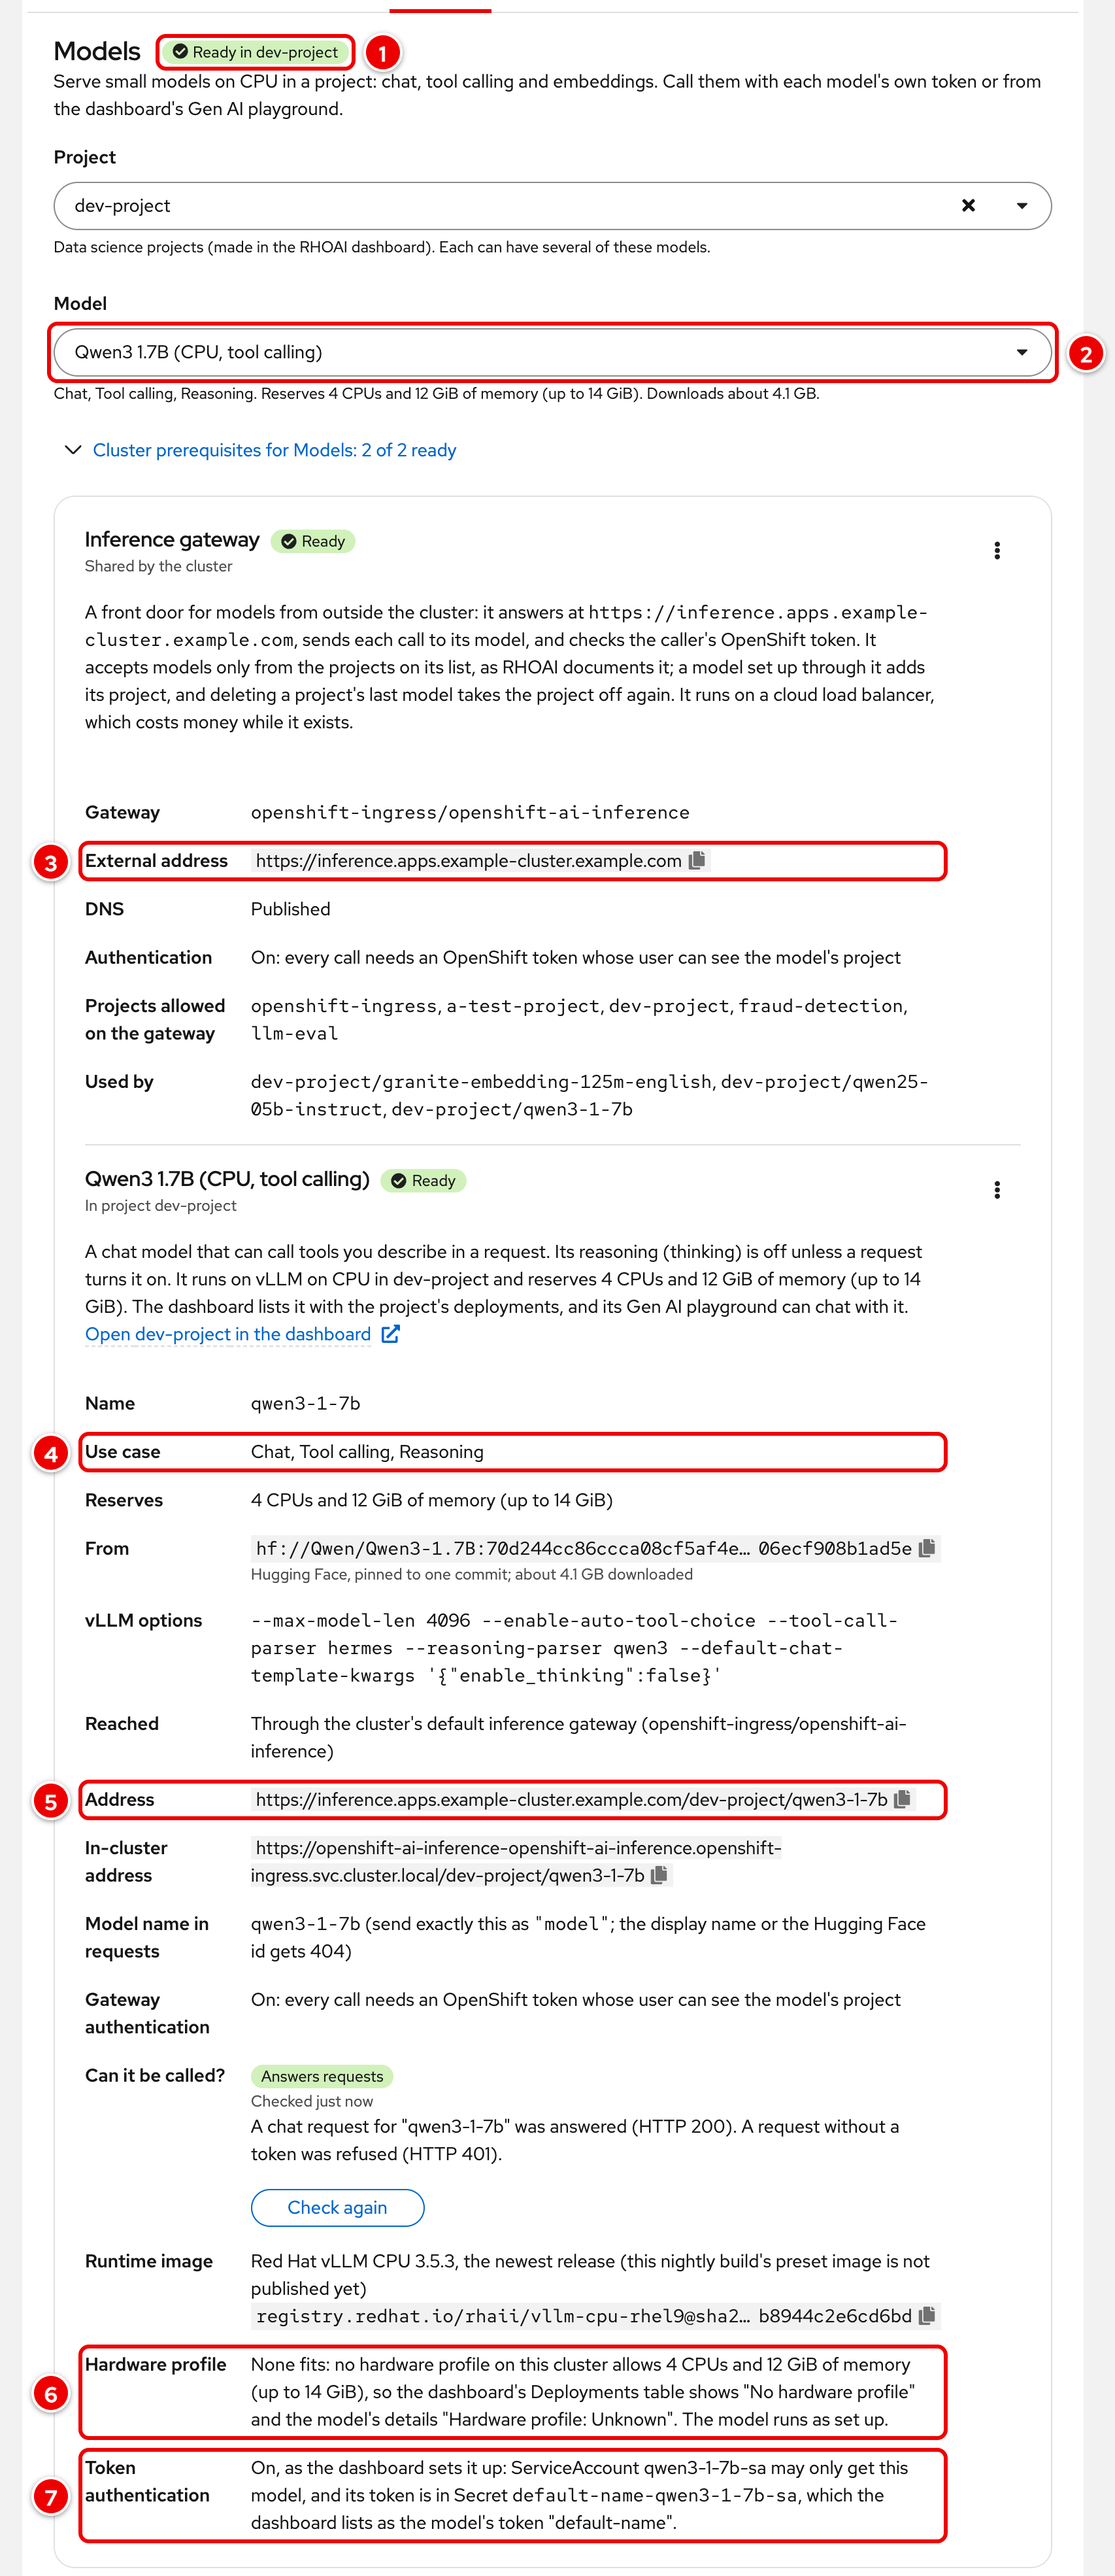 Models Ready in dev-project 1
Serve small models on CPU in a project: chat, tool calling and embeddings. Call them with each model's own token or from
the dashboard's Gen AI playground.
Project
dev-project
Data science projects (made in the RHOAI dashboard). Each can have several of these models.
Model
Qwen3 1.7B (CPU, tool calling)
2
Chat, Tool calling, Reasoning. Reserves 4 CPUs and 12 GiB of memory (up to 14 GiB). Downloads about 4.1 GB.
Cluster prerequisites for Models: 2 of 2 ready
Inference gateway Ready
Shared by the cluster
A front door for models from outside the cluster: it answers at https://inference.apps.example-
cluster.example.com, sends each call to its model, and checks the caller's OpenShift token. It
accepts models only from the projects on its list, as RHOAI documents it; a model set up through it adds
its project, and deleting a project's last model takes the project off again. It runs on a cloud load balancer,
which costs money while it exists.
Gateway openshift-ingress/openshift-ai-inference
3 External address https://inference.apps.example-cluster.example.com
DNS Published
Authentication On: every call needs an OpenShift token whose user can see the model's project
Projects allowed openshift-ingress, a-test-project, dev-project, fraud-detection,
on the gateway llm-eval
Used by dev-project/granite-embedding-125m-english, dev-project/qwen25-
05b-instruct, dev-project/qwen3-1-7b
Qwen3 1.7B (CPU, tool calling) Ready
In project dev-project
A chat model that can call tools you describe in a request. Its reasoning (thinking) is off unless a request
turns it on. It runs on vLLM on CPU in dev-project and reserves 4 CPUs and 12 GiB of memory (up to 14
GiB). The dashboard lists it with the project's deployments, and its Gen AI playground can chat with it.
Open dev-project in the dashboard
Name qwen3-1-7b
4 Use case Chat, Tool calling, Reasoning
Reserves 4 CPUs and 12 GiB of memory (up to 14 GiB)
From hf://Qwen/Qwen3-1.7B:70d244cc86ccca08cf5af4e… 06ecf908b1ad5e
Hugging Face, pinned to one commit; about 4.1 GB downloaded
vLLM options --max-model-len 4096 --enable-auto-tool-choice --tool-call-
parser hermes --reasoning-parser qwen3 --default-chat-
template-kwargs '{"enable_thinking":false}'
Reached Through the cluster's default inference gateway (openshift-ingress/openshift-ai-
inference)
5 Address https://inference.apps.example-cluster.example.com/dev-project/qwen3-1-7b
In-cluster https://openshift-ai-inference-openshift-ai-inference.openshift-
address ingress.svc.cluster.local/dev-project/qwen3-1-7b
Model name in qwen3-1-7b (send exactly this as "model"; the display name or the Hugging Face
requests id gets 404)
Gateway On: every call needs an OpenShift token whose user can see the model's project
authentication
Can it be called? Answers requests
Checked just now
A chat request for "qwen3-1-7b" was answered (HTTP 200). A request without a
token was refused (HTTP 401).
Check again
Runtime image Red Hat vLLM CPU 3.5.3, the newest release (this nightly build's preset image is not
published yet)
registry.redhat.io/rhaii/vllm-cpu-rhel9@sha2… b8944c2e6cd6bd
Hardware profile None fits: no hardware profile on this cluster allows 4 CPUs and 12 GiB of memory
6 (up to 14 GiB), so the dashboard's Deployments table shows "No hardware profile"
and the model's details "Hardware profile: Unknown". The model runs as set up.
Token On, as the dashboard sets it up: ServiceAccount qwen3-1-7b-sa may only get this
7 authentication model, and its token is in Secret default-name-qwen3-1-7b-sa, which the
dashboard lists as the model's token "default-name".